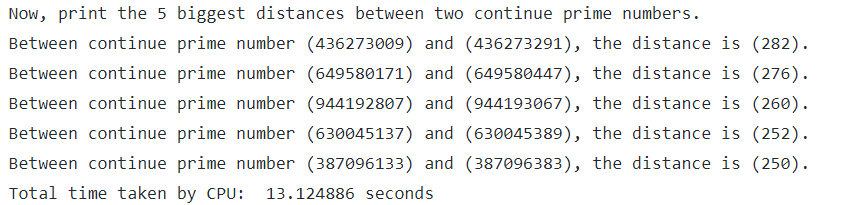 Now, print the 5 biggest distances between two continue prime numbers.
Between continue prime number (436273009) and (436273291), the distance is (282).
Between continue prime number (649580171) and (649580447), the distance is (276).
Between continue prime number (944192807) and (944193067), the distance is (260).
Between continue prime number (630045137) and (630045389), the distance is (252).
Between continue prime number (387096133) and (387096383), the distance is (250).
Total time taken by CPU:  13.124886 seconds